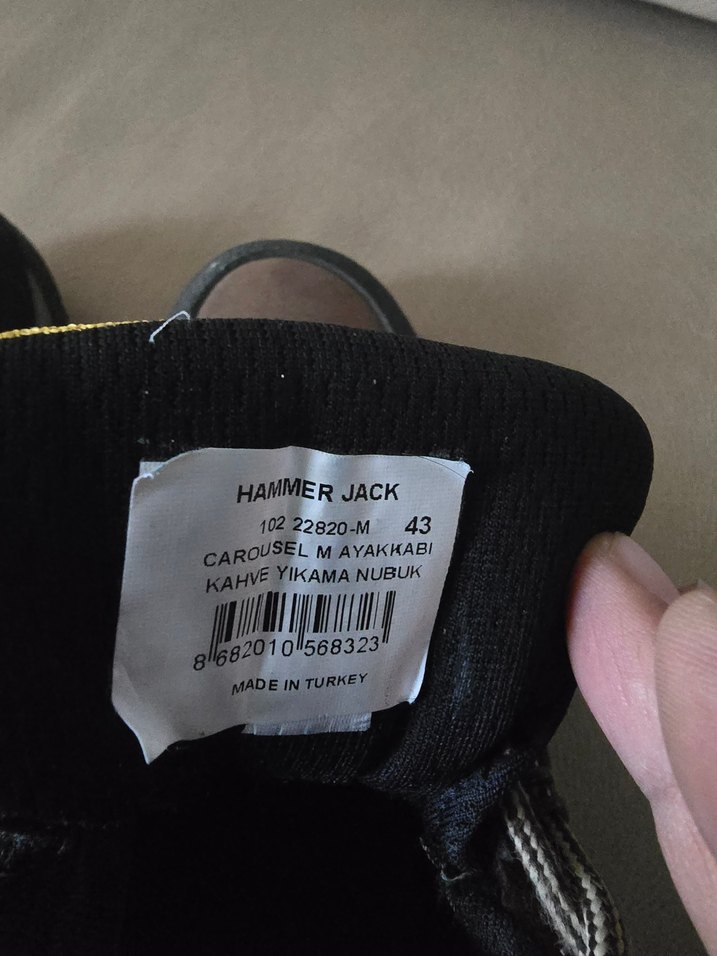 HAMMER JACK
102 22820-M 43
CAROUSEL M AYAKKABI
KAHVE YIKAMA NUBUK
8 682010 568323
MADE IN TURKEY